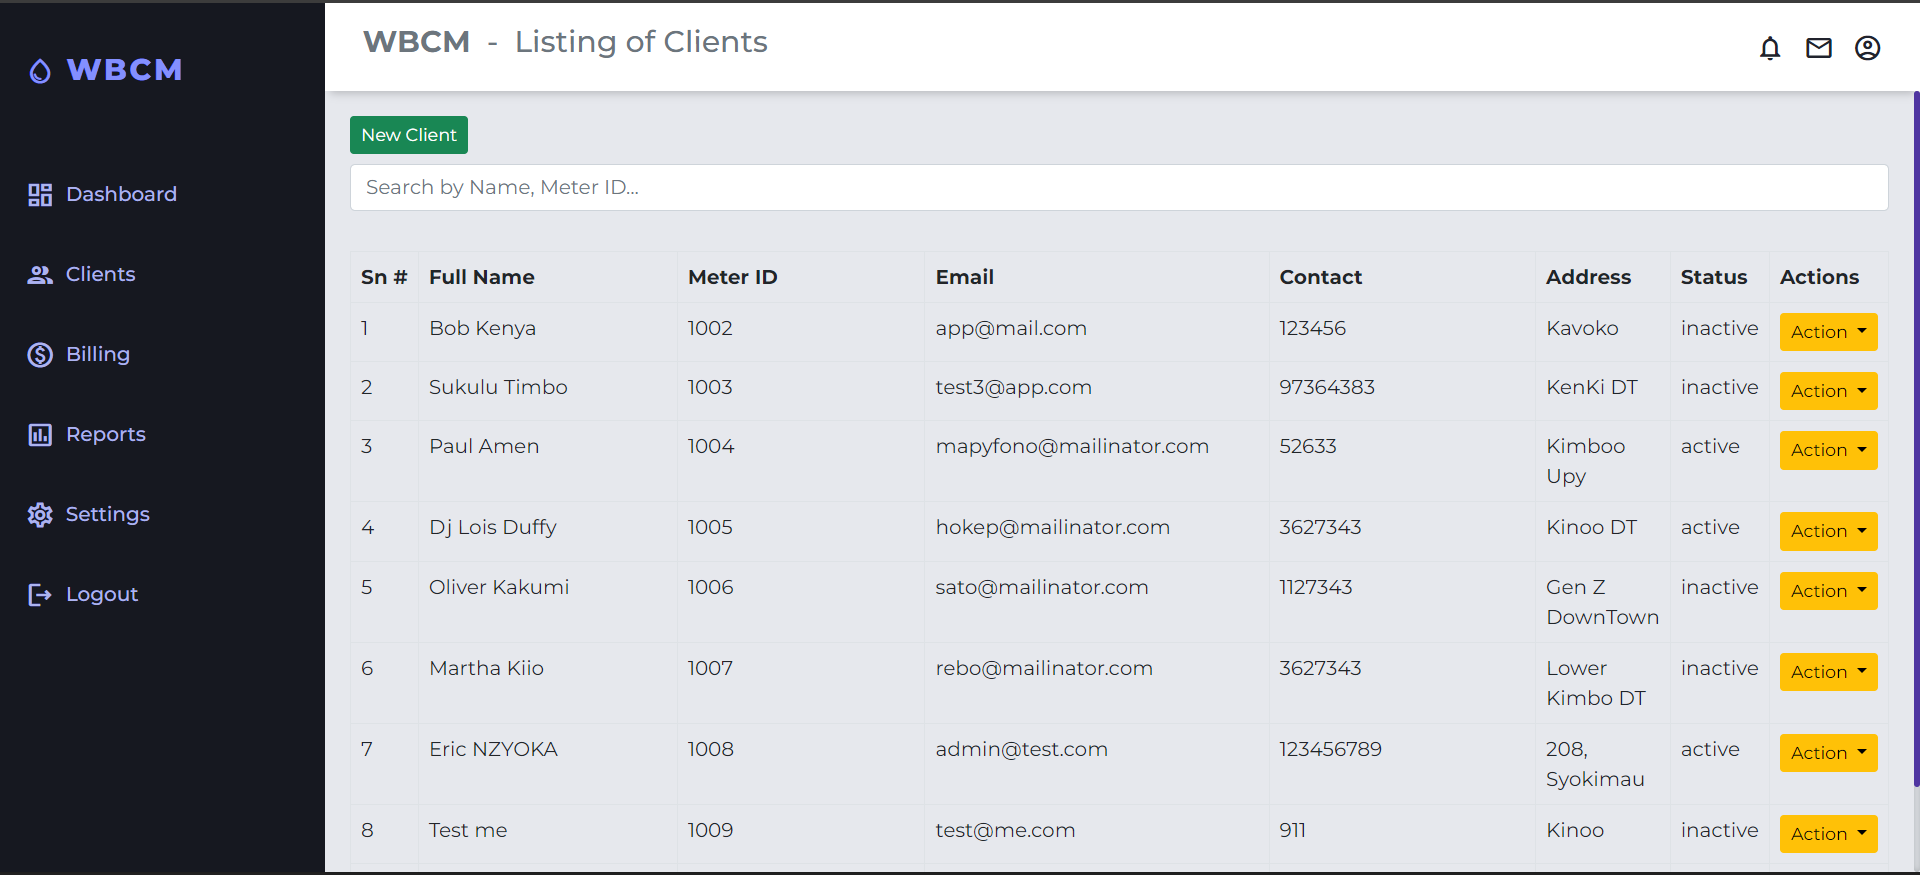 WBCM
Dashboard
Clients
Billing
Reports
Settings
Logout
WBCM - Listing of Clients
New Client
Search by Name, Meter ID...
Sn # Full Name Meter ID Email Contact Address Status Actions
1 Bob Kenya 1002 app@mail.com 123456 Kavoko inactive Action
2 Sukulu Timbo 1003 test3@app.com 97364383 KenKi DT inactive Action
3 Paul Amen 1004 mapyfono@mailinator.com 52633 Kimboo active Action
Upy
4 Dj Lois Duffy 1005 hokep@mailinator.com 3627343 Kinoo DT active Action
5 Oliver Kakumi 1006 sato@mailinator.com 1127343 Gen Z inactive Action
DownTown
6 Martha Kiio 1007 rebo@mailinator.com 3627343 Lower inactive Action
Kimbo DT
7 Eric NZYOKA 1008 admin@test.com 123456789 208, active Action
Syokimau
8 Test me 1009 test@me.com 911 Kinoo inactive Action